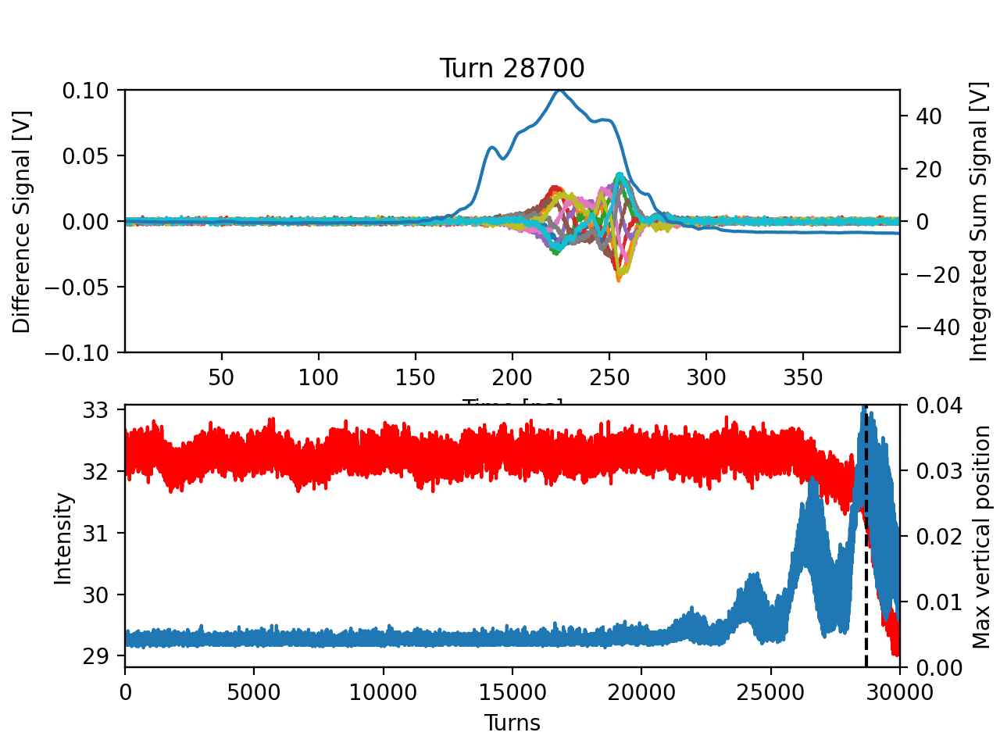 Turn 28700
0.10
0.05
0.00
−0.05
−0.10
Difference Signal [V]
40
20
0
−20
−40
Integrated Sum Signal [V]
50 100 150 200 250 300 350
33
32
31
30
29
Intensity
0.04
0.03
0.02
0.01
0.00
Max vertical position
0 5000 10000 15000 20000 25000 30000
Turns